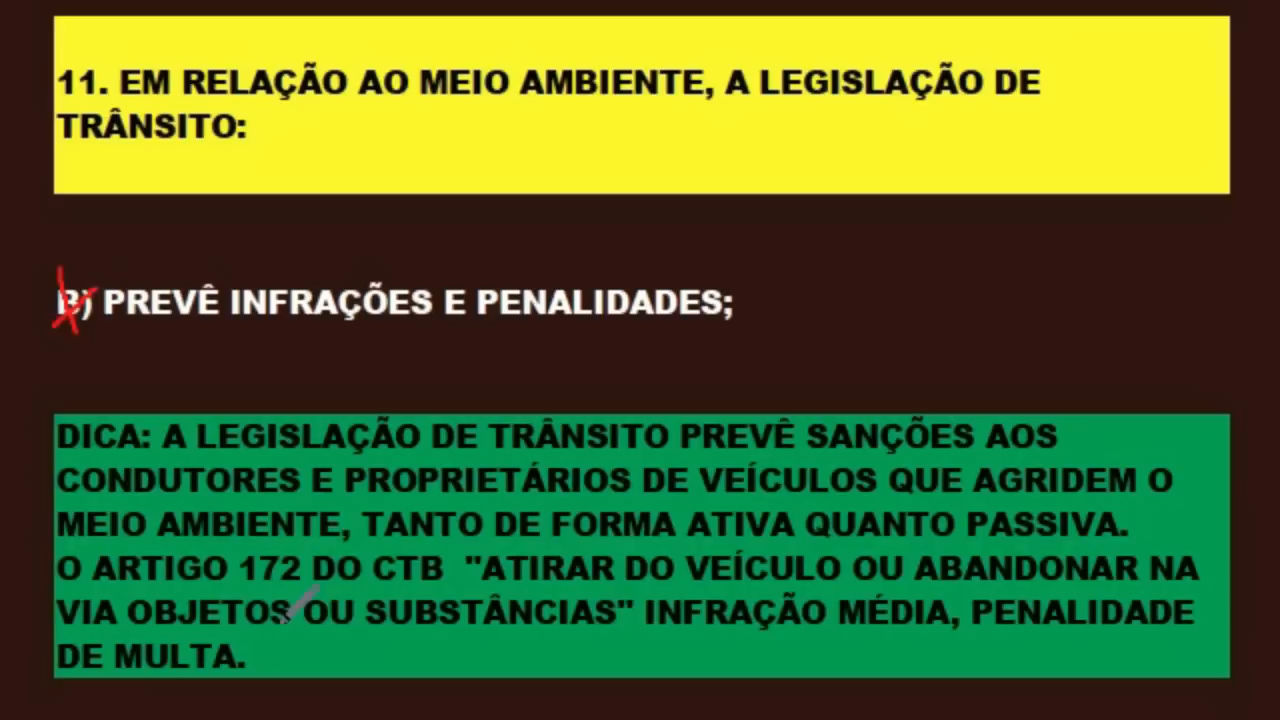 11. EM RELAÇÃO AO MEIO AMBIENTE, A LEGISLAÇÃO DE
TRÂNSITO:
B) PREVÊ INFRAÇÕES E PENALIDADES;
DICA: A LEGISLAÇÃO DE TRÂNSITO PREVÊ SANÇÕES AOS
CONDUTORES E PROPRIETÁRIOS DE VEÍCULOS QUE AGRIDEM O
MEIO AMBIENTE, TANTO DE FORMA ATIVA QUANTO PASSIVA.
O ARTIGO 172 DO CTB "ATIRAR DO VEÍCULO OU ABANDONAR NA
VIA OBJETOS OU SUBSTÂNCIAS" INFRAÇÃO MÉDIA, PENALIDADE
DE MULTA.